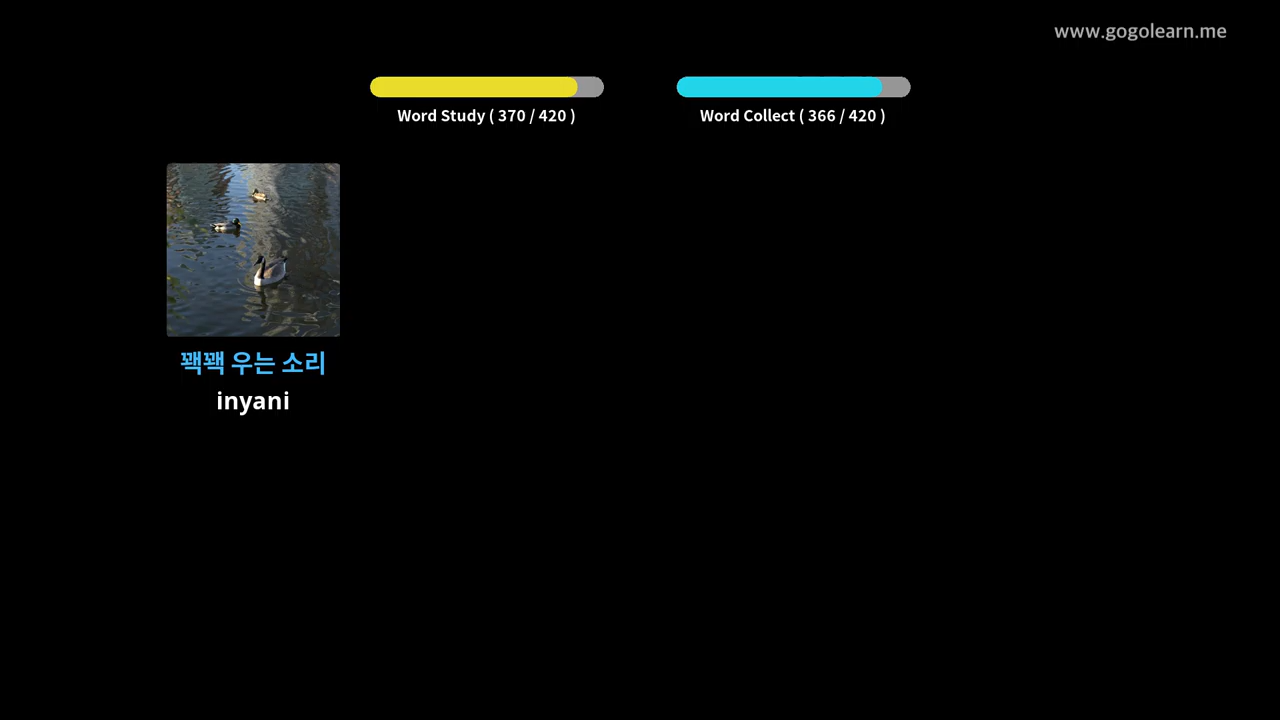 www.gogolearn.me
Word Study ( 370 / 420 )
Word Collect ( 366 / 420 )
꽥꽥 우는 소리
inyani